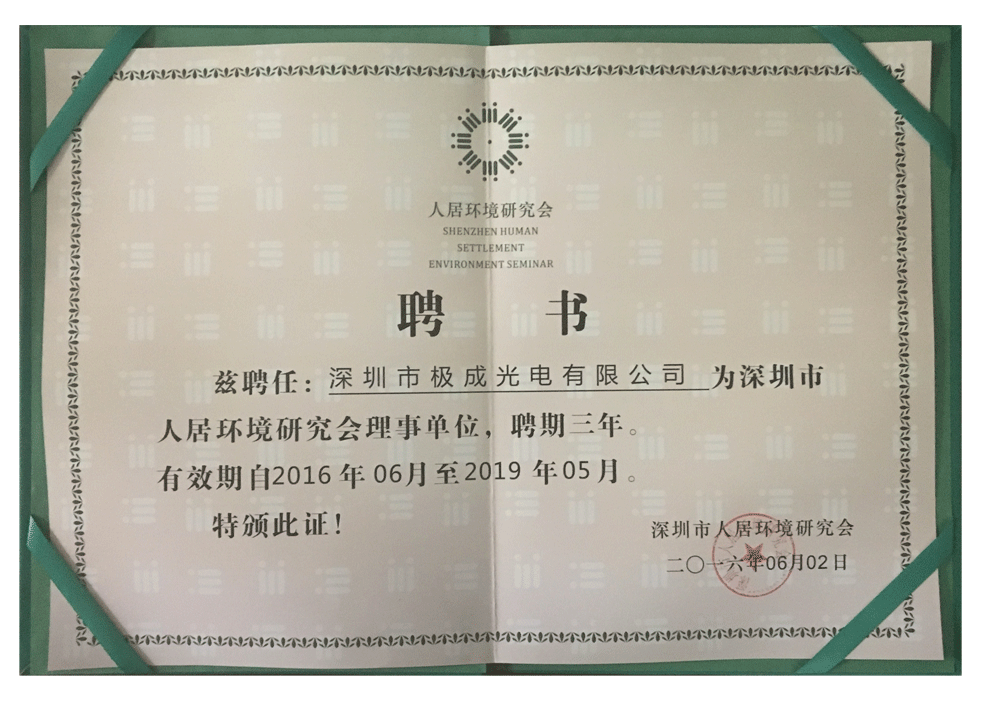 人居环境研究会
SHENZHEN HUMAN
SETTLEMENT
ENVIRONMENT SEMINAR
聘 书
兹聘任：深圳市极成光电有限公司为深圳市
人居环境研究会理事单位，聘期三年。
有效期自2016年06月至2019年05月。
特颁此证！
深圳市人居环境研究会
二〇一六年06月02日